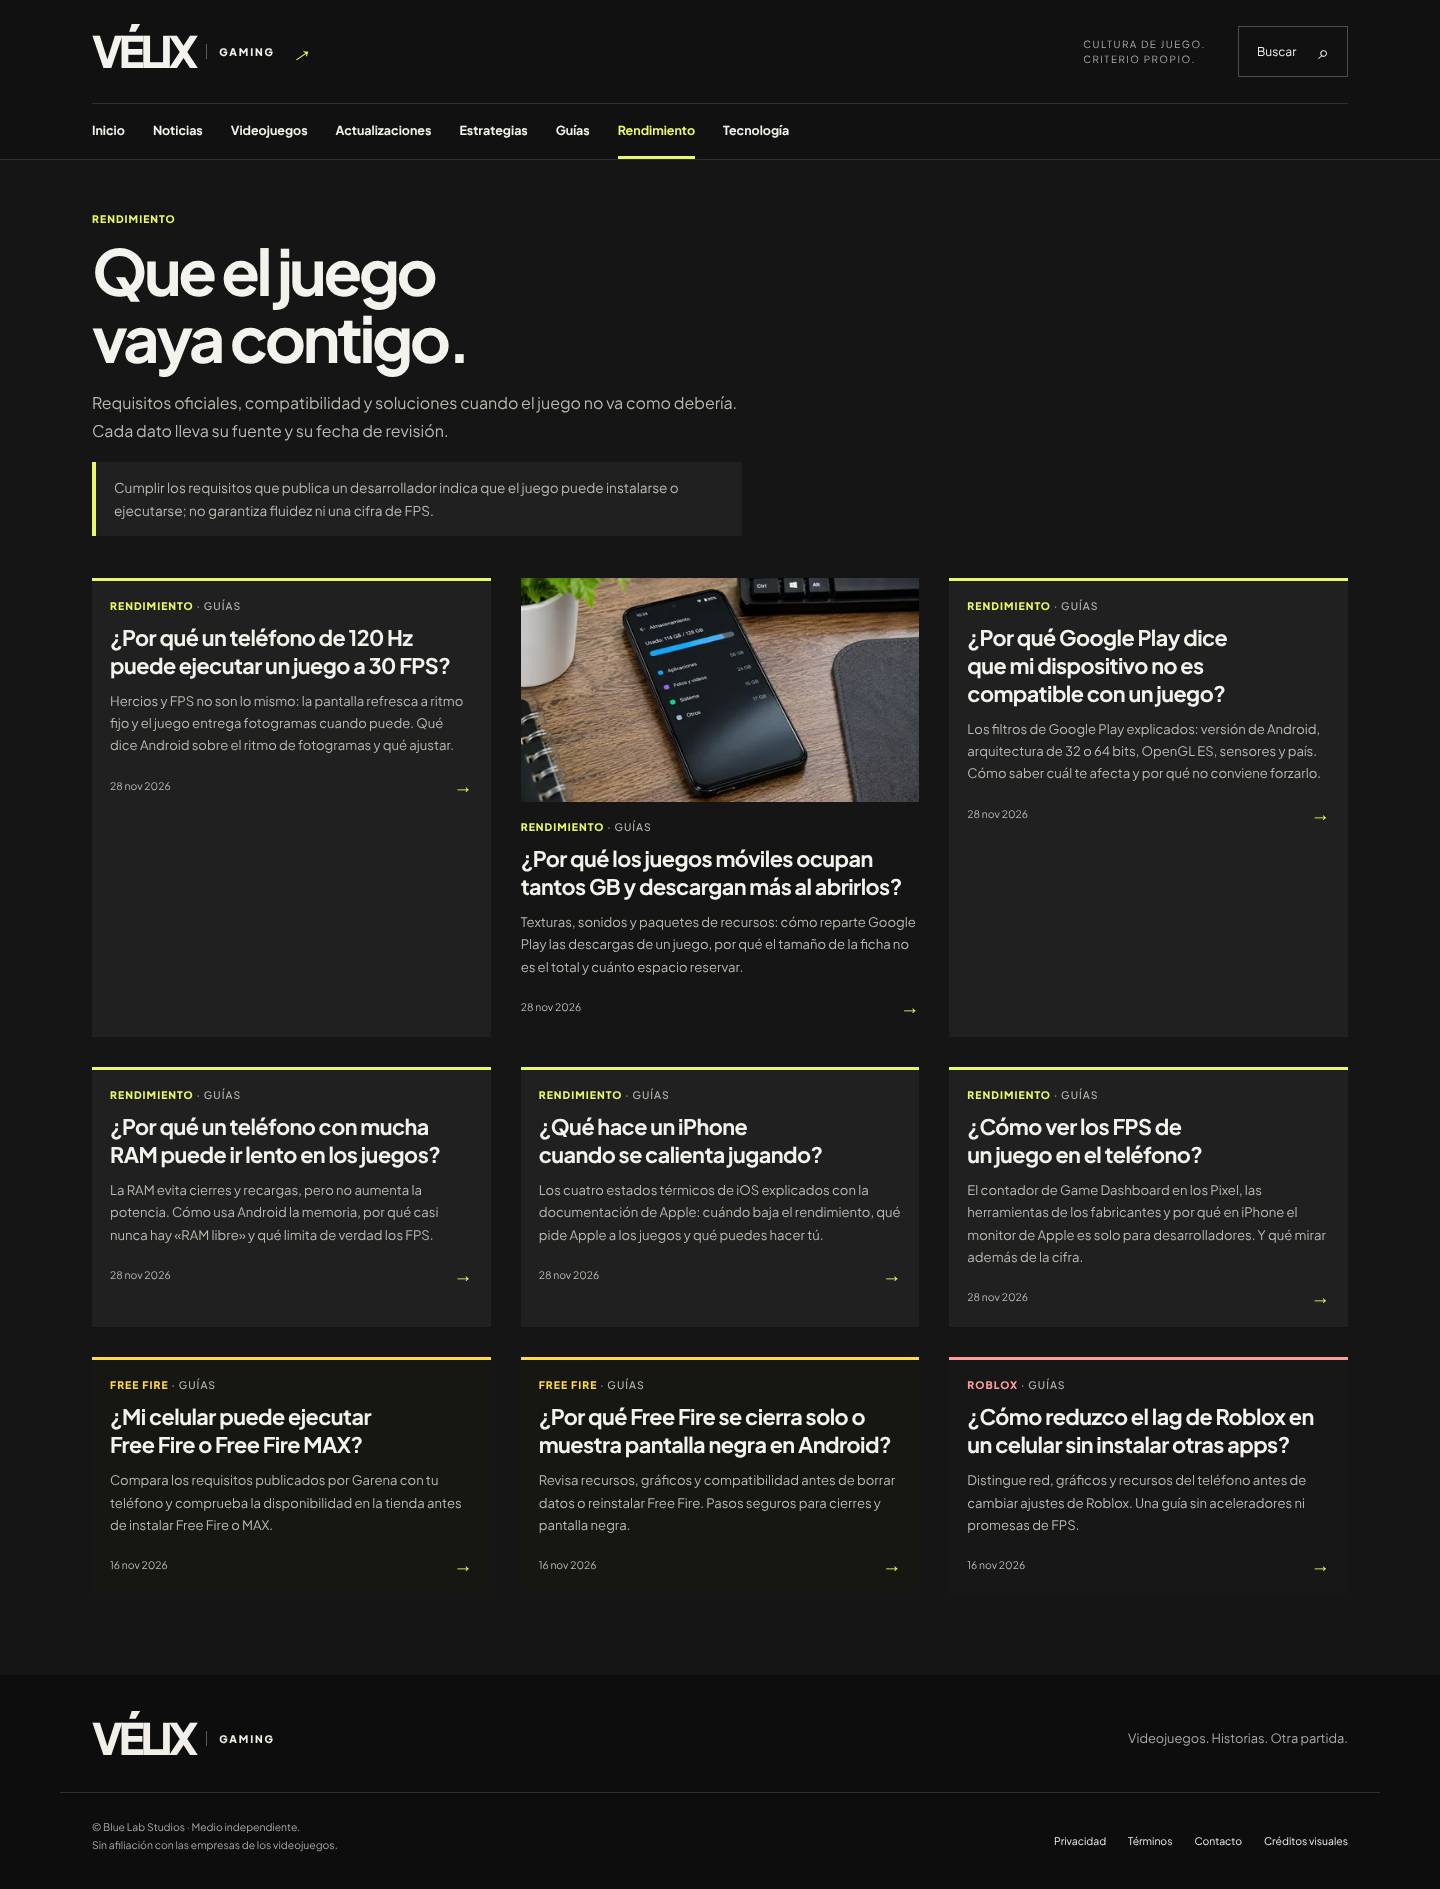 VÉLIX GAMING
CULTURA DE JUEGO.
CRITERIO PROPIO.
Buscar
Inicio Noticias Videojuegos Actualizaciones Estrategias Guías Rendimiento Tecnología
RENDIMIENTO
Que el juego
vaya contigo.
Requisitos oficiales, compatibilidad y soluciones cuando el juego no va como debería.
Cada dato lleva su fuente y su fecha de revisión.
Cumplir los requisitos que publica un desarrollador indica que el juego puede instalarse o
ejecutarse; no garantiza fluidez ni una cifra de FPS.
RENDIMIENTO · GUÍAS
¿Por qué un teléfono de 120 Hz
puede ejecutar un juego a 30 FPS?
Hercios y FPS no son lo mismo: la pantalla refresca a ritmo
fijo y el juego entrega fotogramas cuando puede. Qué
dice Android sobre el ritmo de fotogramas y qué ajustar.
28 nov 2026 →
Ctrl Alt
Almacenamiento
Usado: 114 GB / 128 GB
Aplicaciones
Fotos y vídeos
Sistema
Otros
RENDIMIENTO · GUÍAS
¿Por qué los juegos móviles ocupan
tantos GB y descargan más al abrirlos?
Texturas, sonidos y paquetes de recursos: cómo reparte Google
Play las descargas de un juego, por qué el tamaño de la ficha no
es el total y cuánto espacio reservar.
28 nov 2026 →
RENDIMIENTO · GUÍAS
¿Por qué Google Play dice
que mi dispositivo no es
compatible con un juego?
Los filtros de Google Play explicados: versión de Android,
arquitectura de 32 o 64 bits, OpenGL ES, sensores y país.
Cómo saber cuál te afecta y por qué no conviene forzarlo.
28 nov 2026 →
RENDIMIENTO · GUÍAS
¿Por qué un teléfono con mucha
RAM puede ir lento en los juegos?
La RAM evita cierres y recargas, pero no aumenta la
potencia. Cómo usa Android la memoria, por qué casi
nunca hay «RAM libre» y qué limita de verdad los FPS.
28 nov 2026 →
RENDIMIENTO · GUÍAS
¿Qué hace un iPhone
cuando se calienta jugando?
Los cuatro estados térmicos de iOS explicados con la
documentación de Apple: cuándo baja el rendimiento, qué
pide Apple a los juegos y qué puedes hacer tú.
28 nov 2026 →
RENDIMIENTO · GUÍAS
¿Cómo ver los FPS de
un juego en el teléfono?
El contador de Game Dashboard en los Pixel, las
herramientas de los fabricantes y por qué en iPhone el
monitor de Apple es solo para desarrolladores. Y qué mirar
además de la cifra.
28 nov 2026 →
FREE FIRE · GUÍAS
¿Mi celular puede ejecutar
Free Fire o Free Fire MAX?
Compara los requisitos publicados por Garena con tu
teléfono y comprueba la disponibilidad en la tienda antes
de instalar Free Fire o MAX.
16 nov 2026 →
FREE FIRE · GUÍAS
¿Por qué Free Fire se cierra solo o
muestra pantalla negra en Android?
Revisa recursos, gráficos y compatibilidad antes de borrar
datos o reinstalar Free Fire. Pasos seguros para cierres y
pantalla negra.
16 nov 2026 →
ROBLOX · GUÍAS
¿Cómo reduzco el lag de Roblox en
un celular sin instalar otras apps?
Distingue red, gráficos y recursos del teléfono antes de
cambiar ajustes de Roblox. Una guía sin aceleradores ni
promesas de FPS.
16 nov 2026 →
VÉLIX GAMING
Videojuegos. Historias. Otra partida.
© Blue Lab Studios · Medio independiente.
Sin afiliación con las empresas de los videojuegos.
Privacidad Términos Contacto Créditos visuales